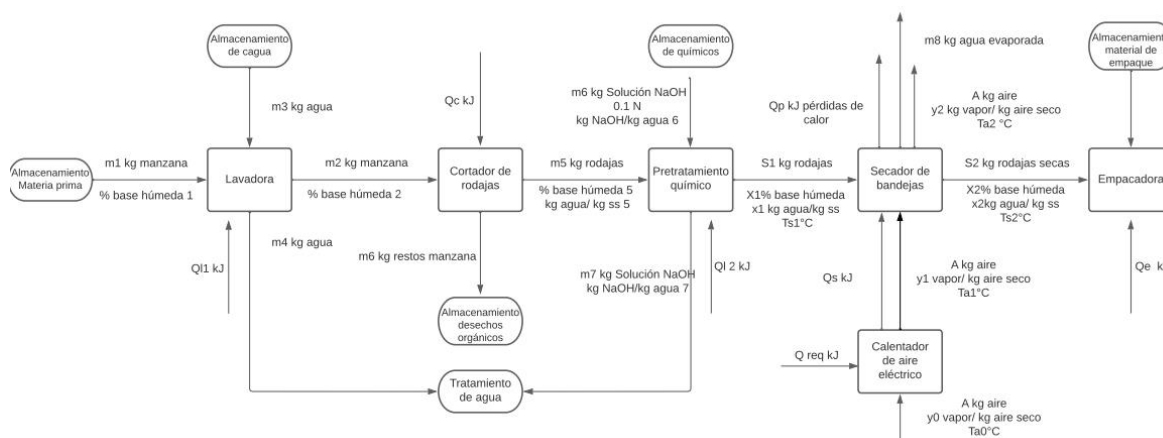 Almacenamiento
de cagua
Almacenamiento
de químicos
Almacenamiento
material de
empaque
m8 kg agua evaporada
m3 kg agua
Qc kJ
m6 kg Solución NaOH
0.1 N
kg NaOH/kg agua 6
Qp kJ pérdidas de
calor
A kg aire
y2 kg vapor/ kg aire seco
Ta2 °C
Almacenamiento
Materia prima
m1 kg manzana
% base húmeda 1
Lavadora
m2 kg manzana
% base húmeda 2
Cortador de
rodajas
m5 kg rodajas
% base húmeda 5
kg agua/ kg ss 5
Pretratamiento
químico
S1 kg rodajas
X1% base húmeda
x1 kg agua/kg ss
Ts1°C
Secador de
bandejas
S2 kg rodajas secas
X2% base húmeda
x2kg agua/ kg ss
Ts2°C
Empacadora
Ql1 kJ
m4 kg agua
m6 kg restos manzana
m7 kg Solución NaOH
kg NaOH/kg agua 7
Ql 2 kJ
Qs kJ
A kg aire
y1 vapor/ kg aire seco
Ta1°C
Qe k
Almacenamiento
desechos
orgánicos
Q req kJ
Calentador
de aire
eléctrico
Tratamiento
de agua
A kg aire
y0 vapor/ kg aire seco
Ta0°C